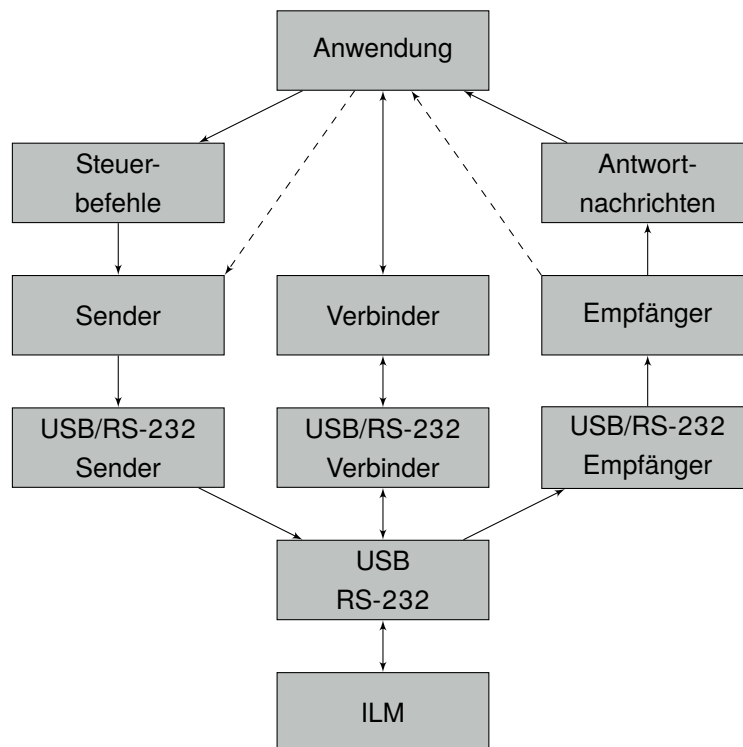 Anwendung
Steuer-
befehle
Antwort-
nachrichten
Sender
Verbinder
Empfänger
USB/RS-232
Sender
USB/RS-232
Verbinder
USB/RS-232
Empfänger
USB
RS-232
ILM